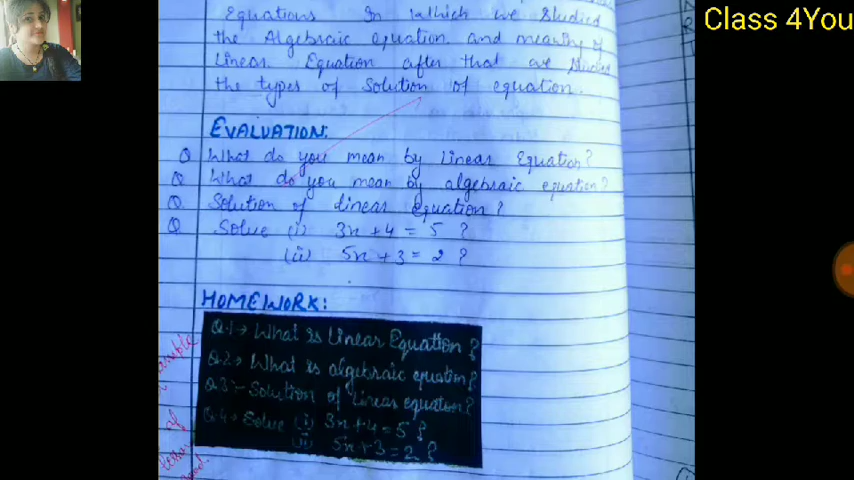 Class 4You
Equations In which we studied
the Algebraic equation and meaning of
Linear Equation after that we studied
the types of solution of equation.
EVALUATION:
Q What do you mean by Linear Equation?
Q What do you mean by algebraic equation?
Q Solution of linear equation?
Q Solve (i) 3x+4=5 ?
(ii) 5x+3=2 ?
HOMEWORK:
Q.1→ What is Linear Equation?
Q.2→ What is algebraic equation?
Q.3:- Solution of linear equation?
Q.4→ Solve (i) 3x+4=5 ?
(ii) 5x+3=2 ?
of